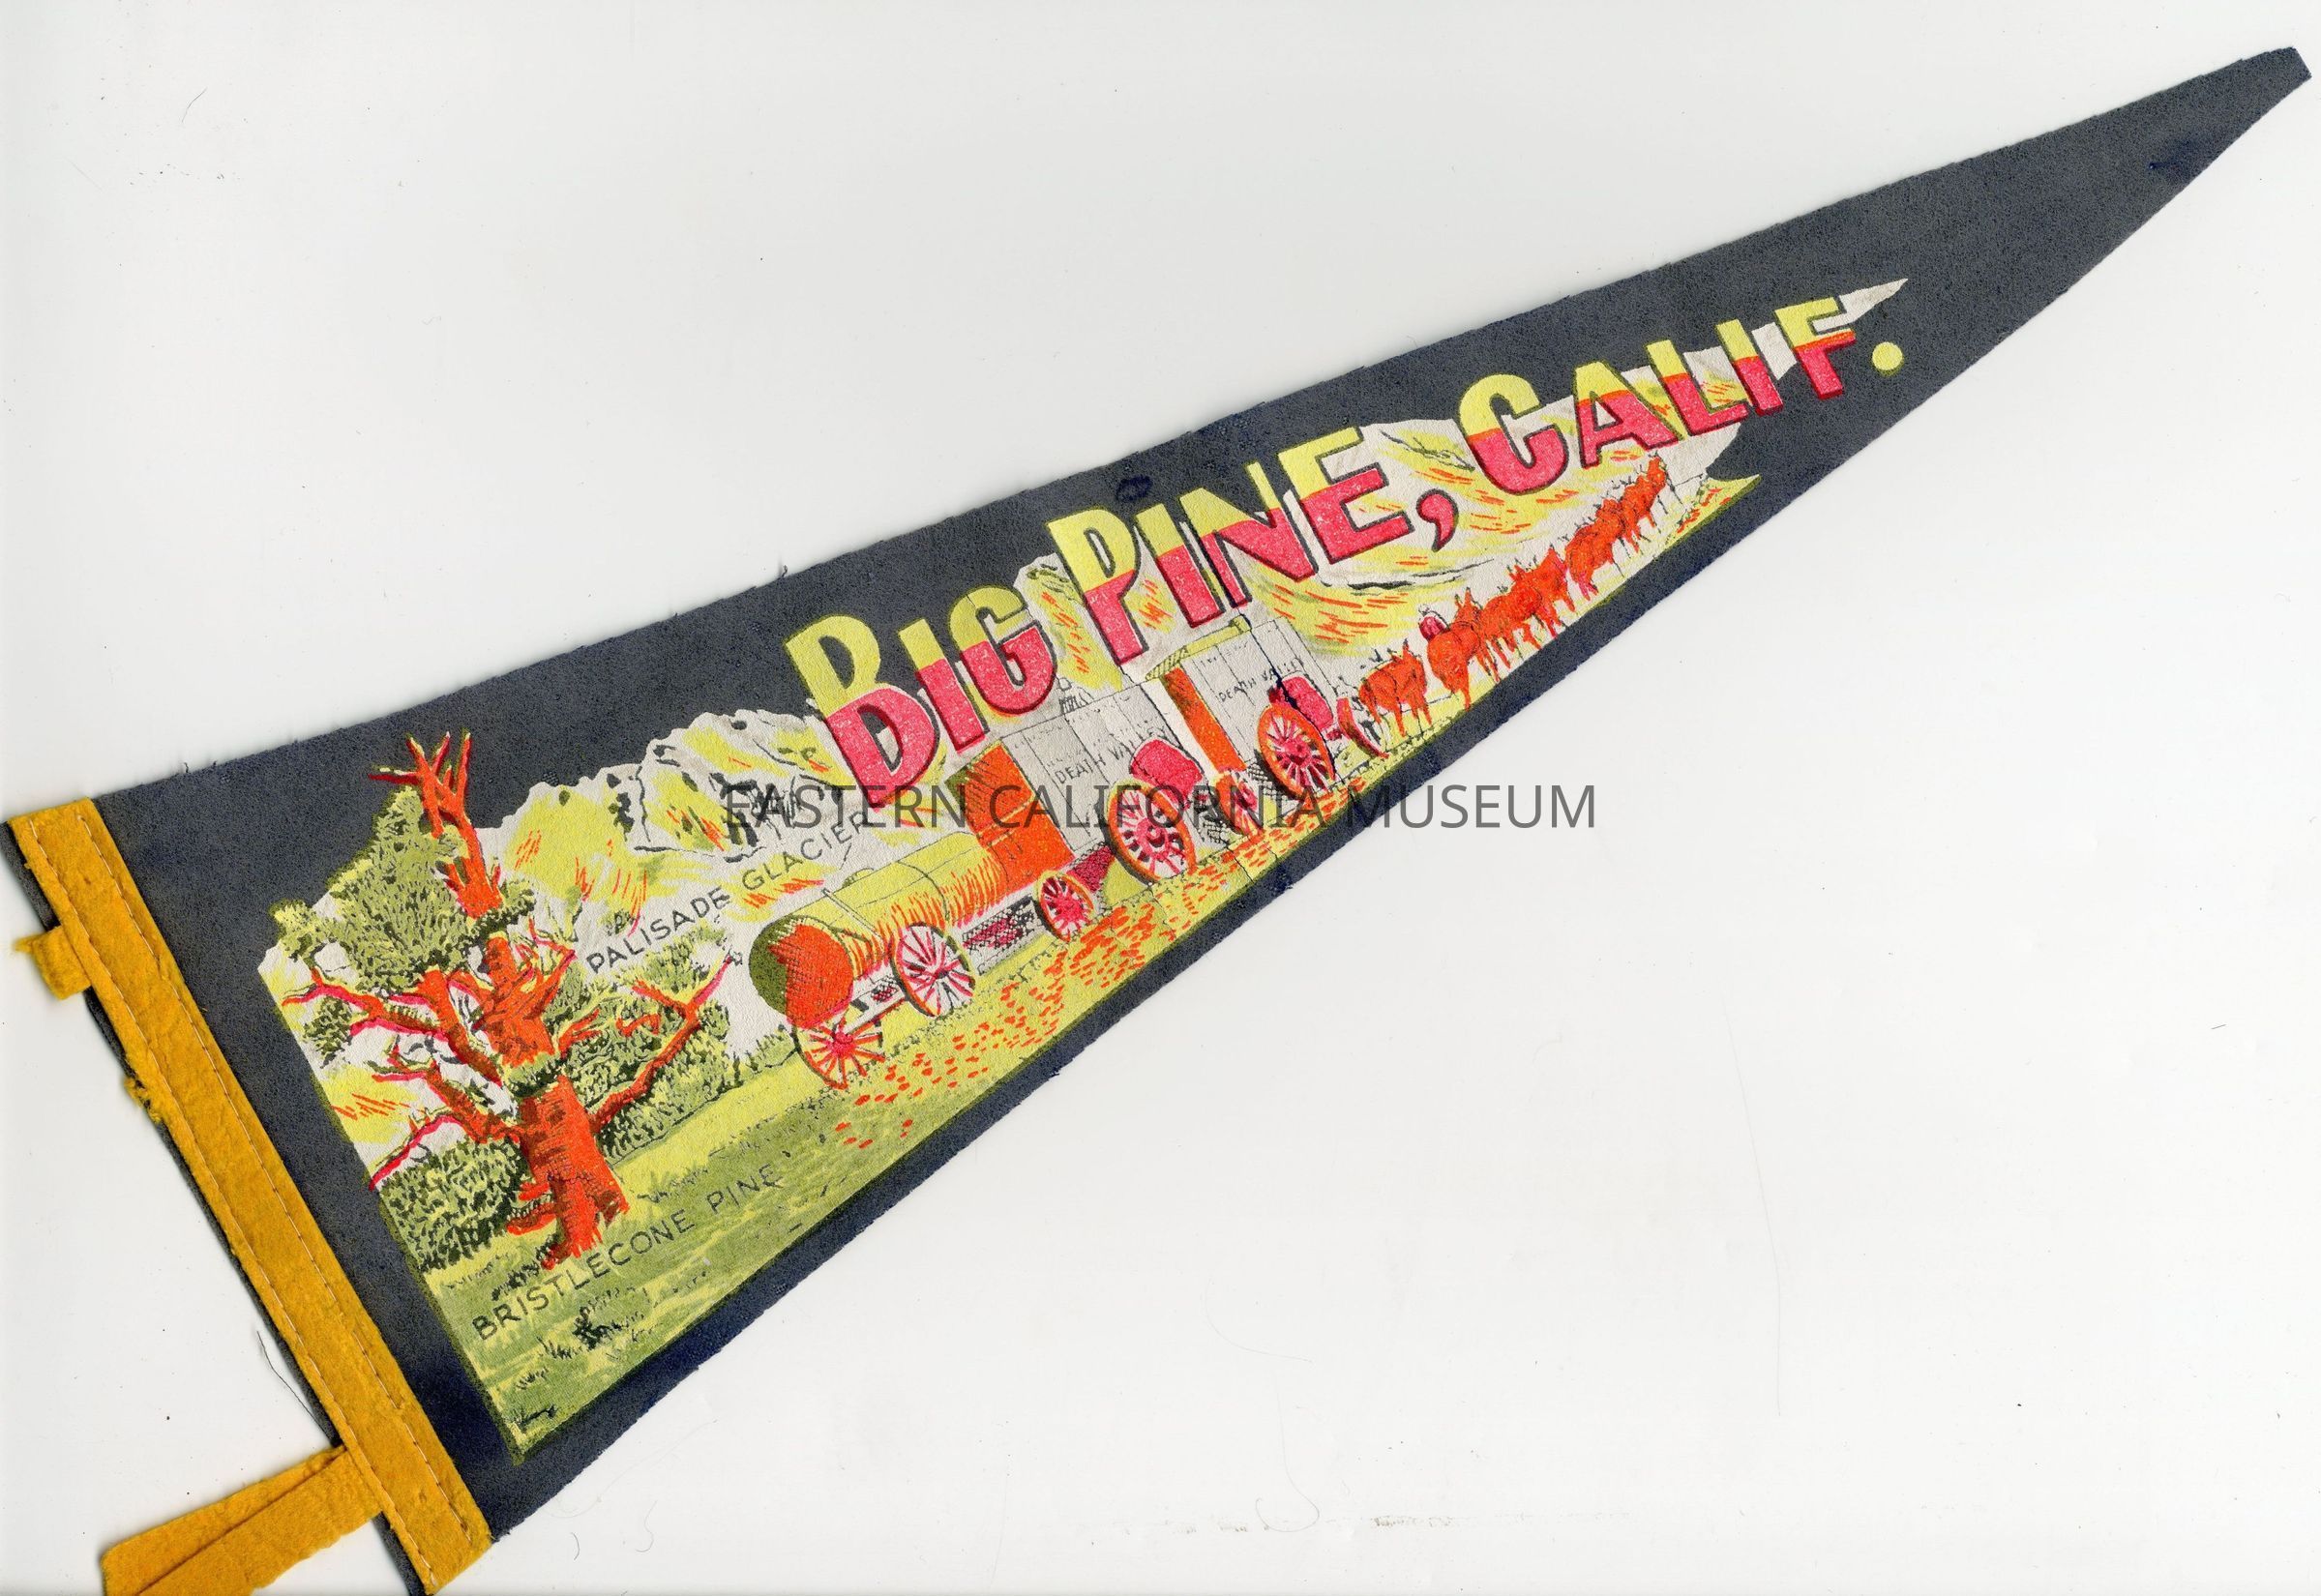 BIG PINE, CALIF.
DEATH VALLEY
DEATH VALLEY
PALISADE GLACIER
BRISTLECONE PINE
EASTERN CALIFORNIA MUSEUM